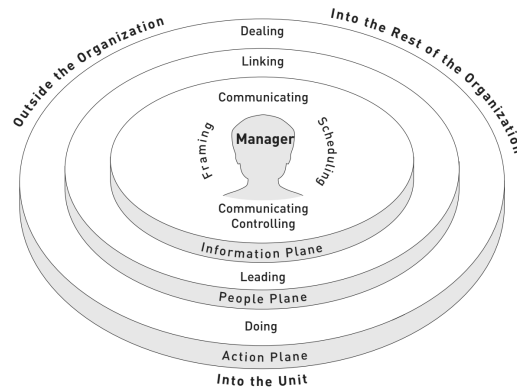 Outside the Organization
Into the Rest of the Organization
Dealing
Linking
Communicating
Framing
Manager
Scheduling
Communicating
Controlling
Information Plane
Leading
People Plane
Doing
Action Plane
Into the Unit